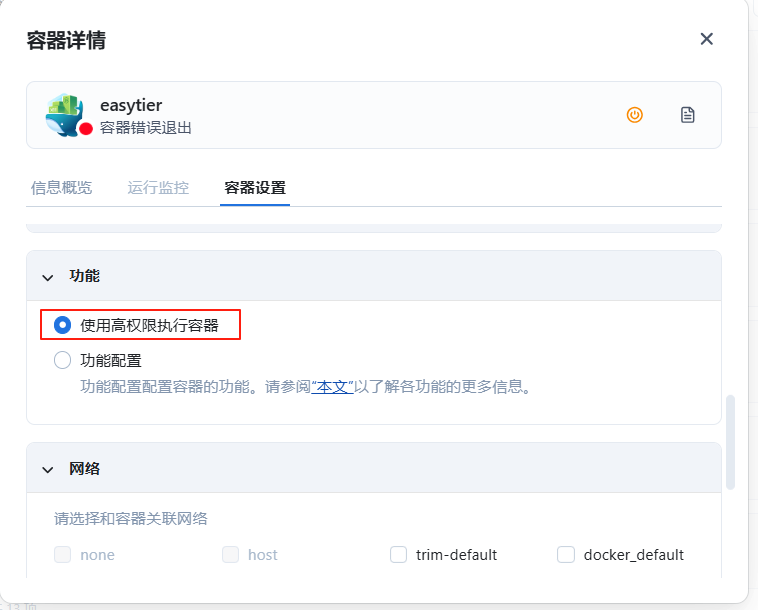 容器详情
easytier
容器错误退出
信息概览 运行监控 容器设置
功能
使用高权限执行容器
功能配置
功能配置配置容器的功能。请参阅“本文”以了解各功能的更多信息。
网络
请选择和容器关联网络
none host trim-default docker_default